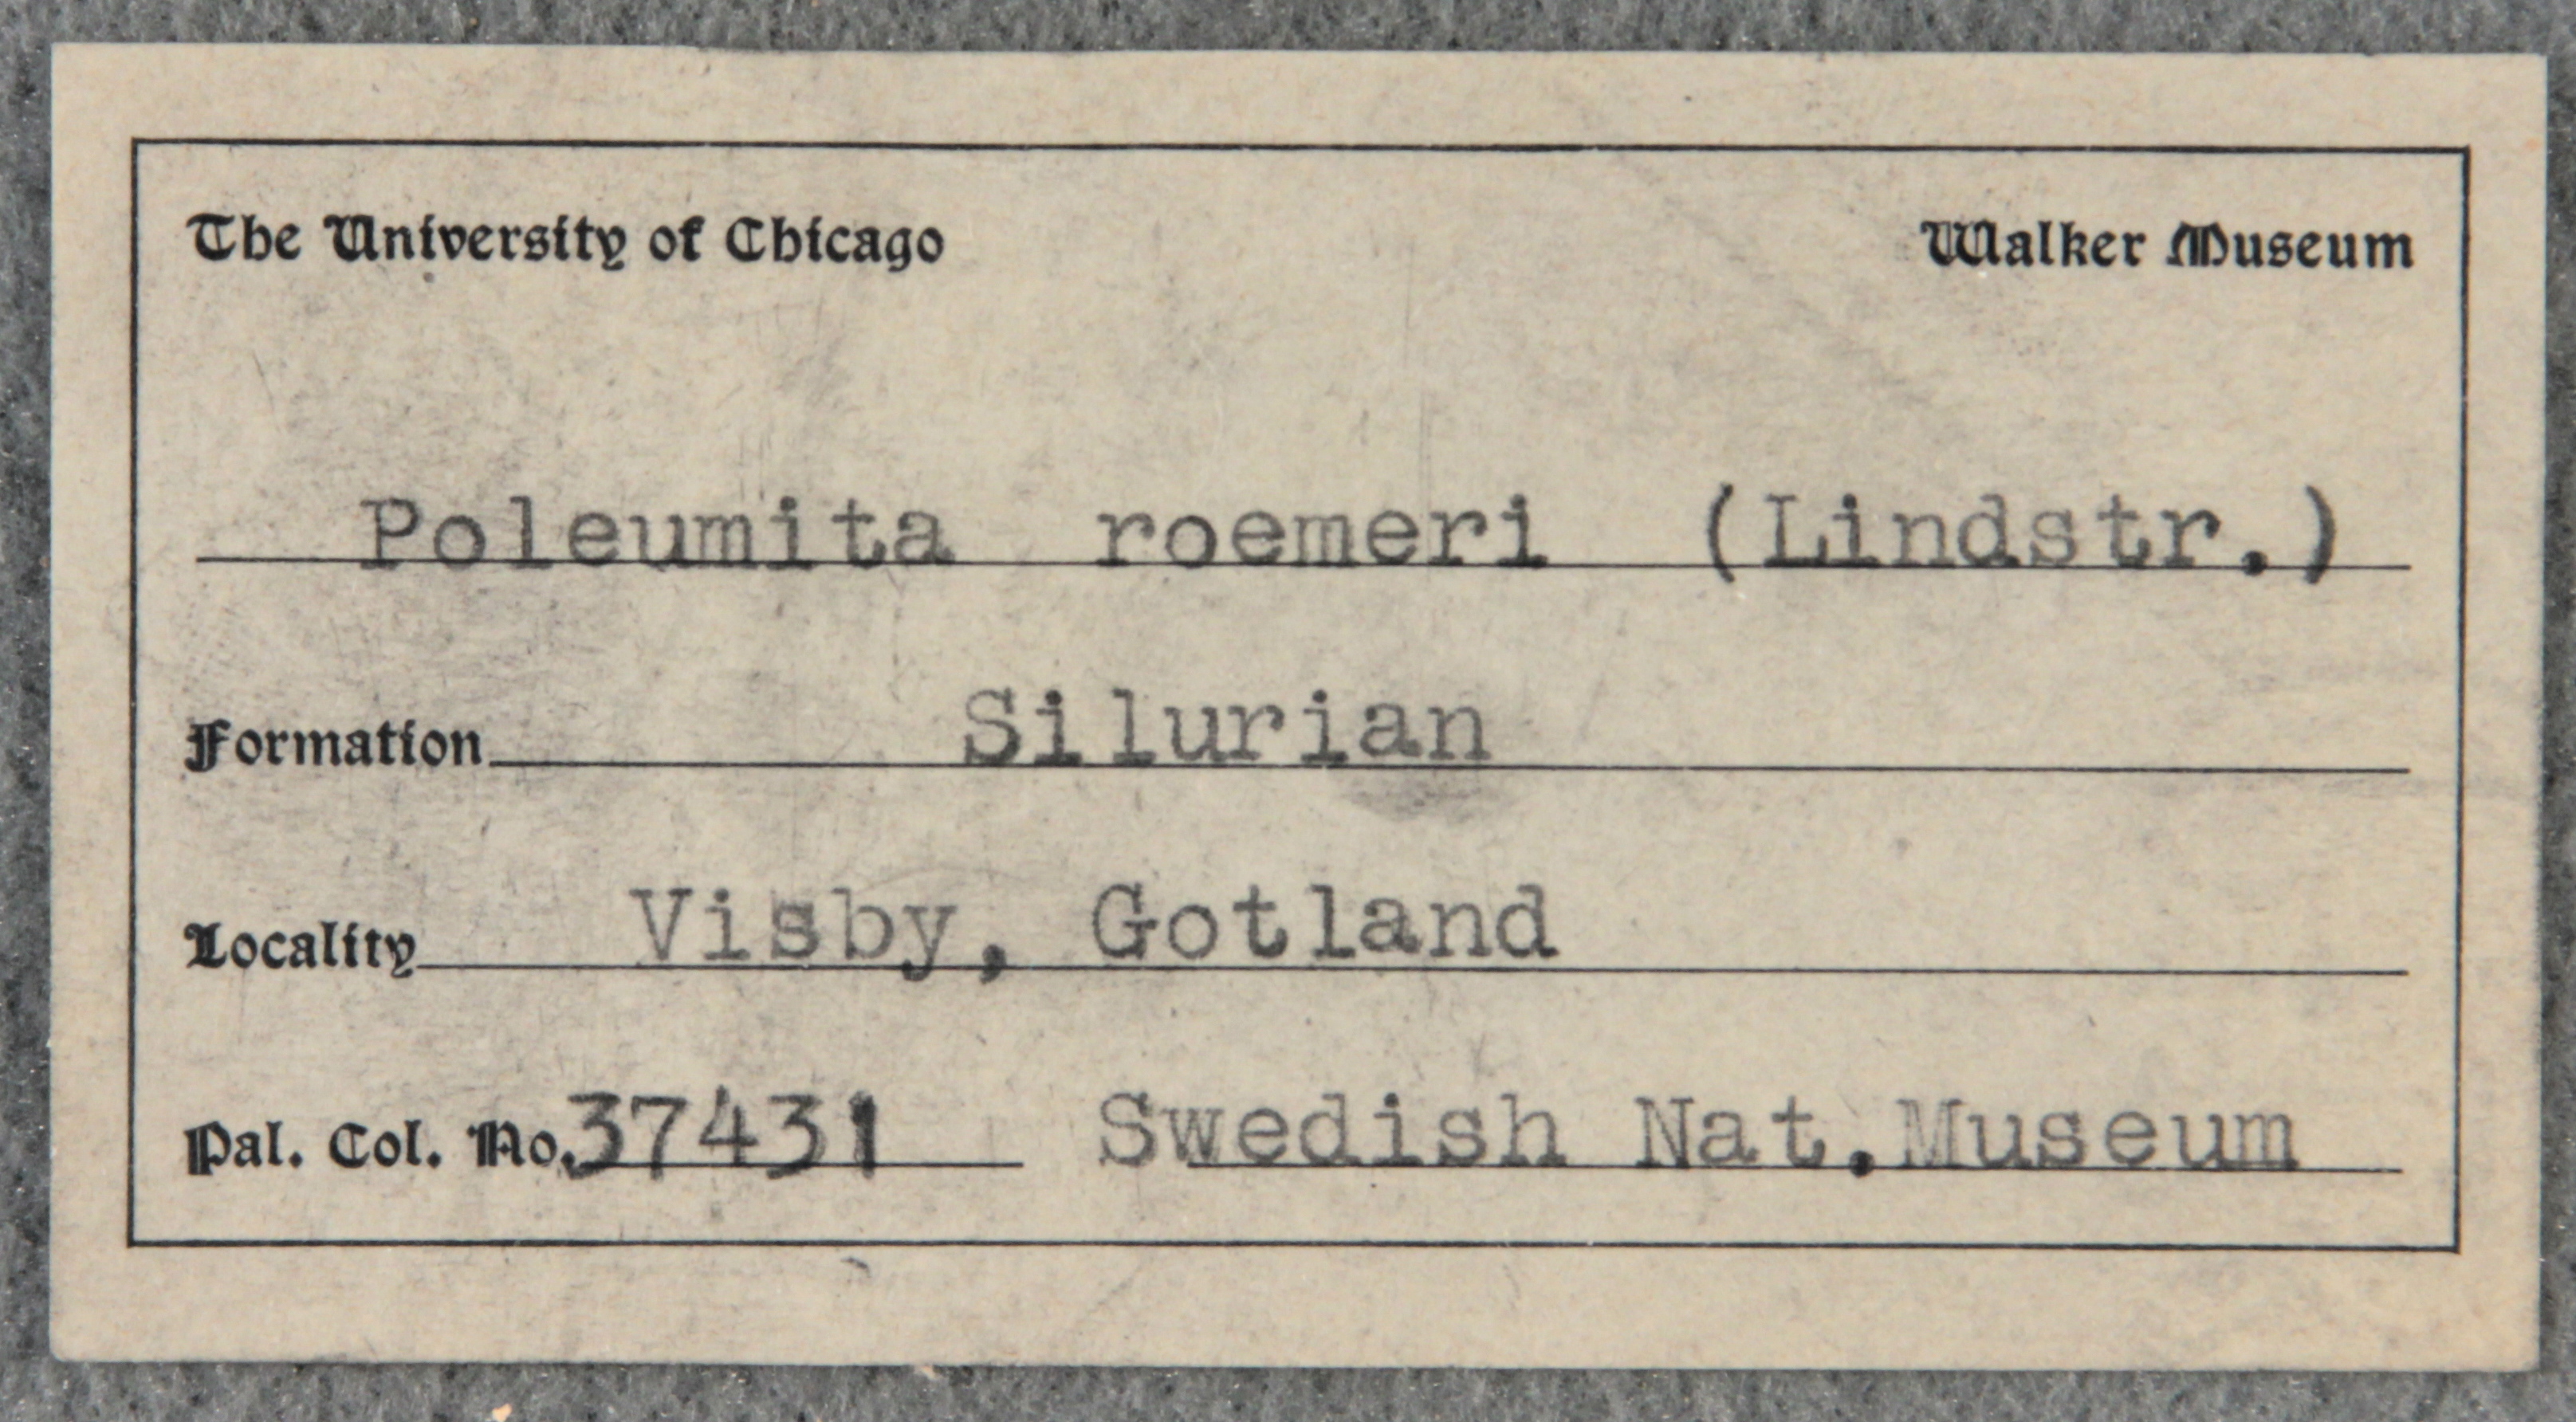 The University of Chicago Walker Museum
Poleumita roemeri (Lindstr.)
Formation Silurian
Locality Visby, Gotland
Pal. Col. No. 37431 Swedish Nat. Museum